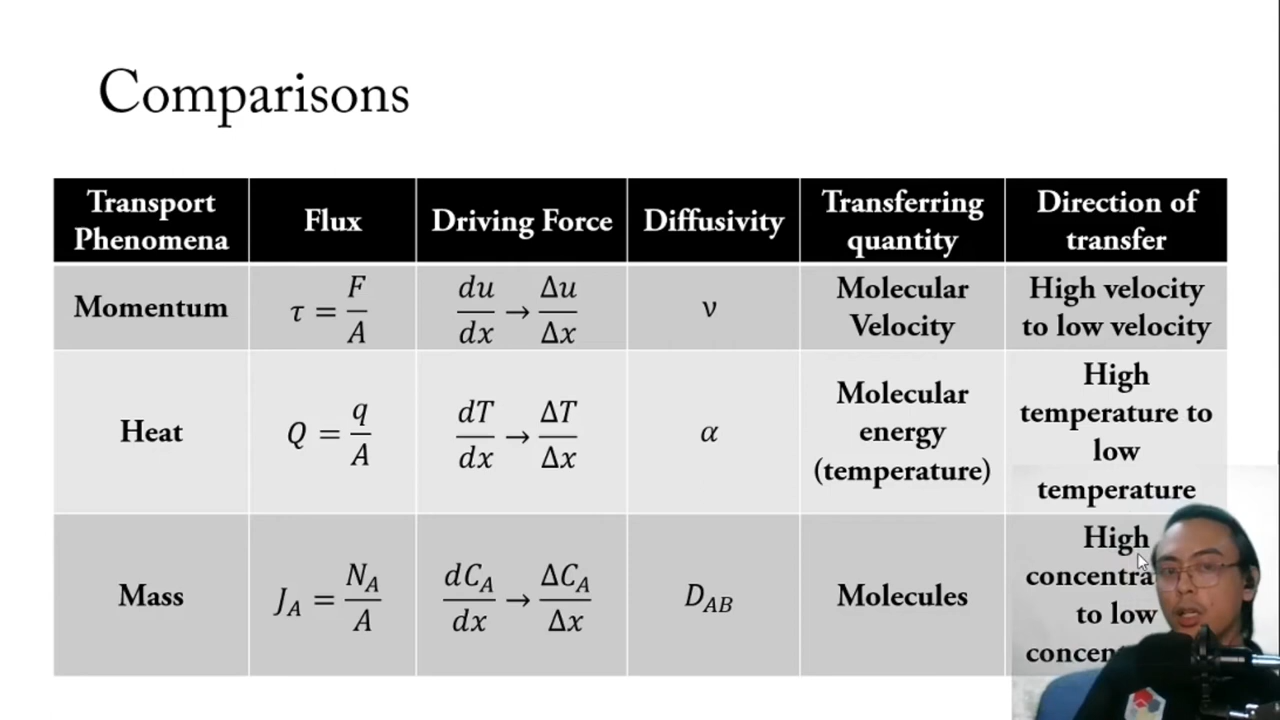 Comparisons
Transport Phenomena
Flux
Driving Force
Diffusivity
Transferring quantity
Direction of transfer
Momentum
τ = F/A
du/dx → Δu/Δx
ν
Molecular Velocity
High velocity to low velocity
Heat
Q = q/A
dT/dx → ΔT/Δx
α
Molecular energy (temperature)
High temperature to low temperature
Mass
J_A = N_A/A
dC_A/dx → ΔC_A/Δx
D_AB
Molecules
High
to low